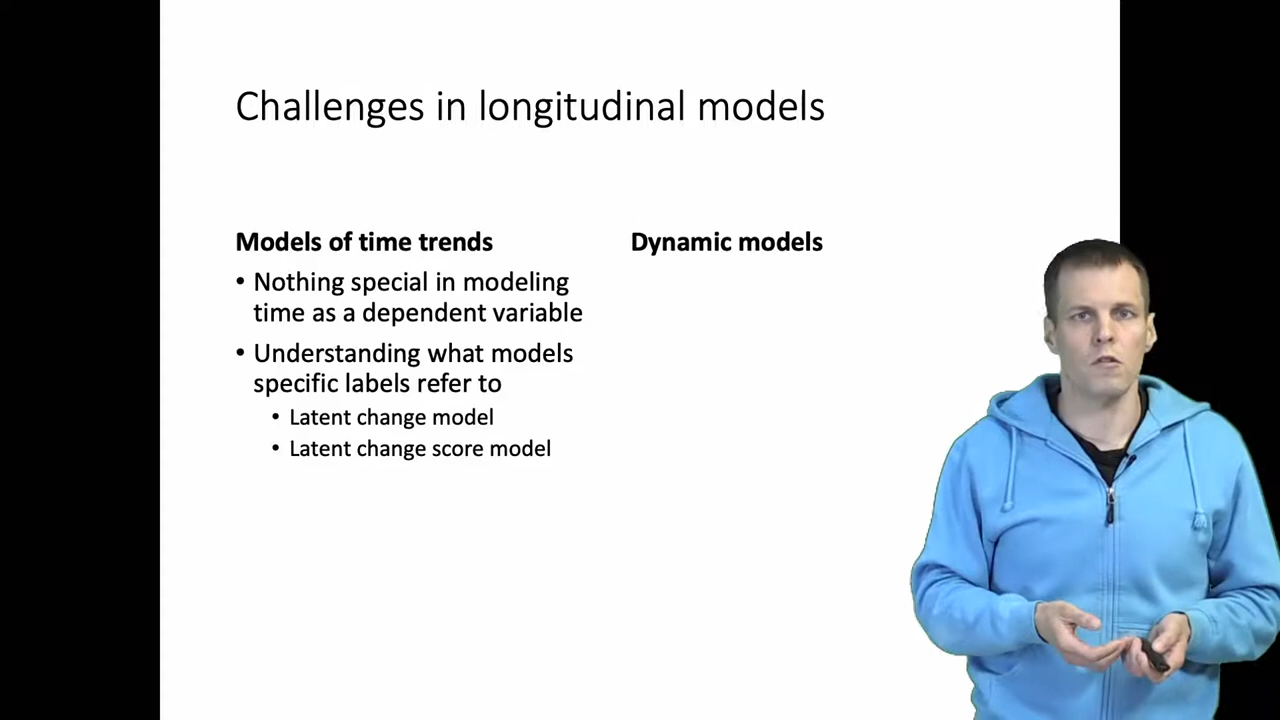 Challenges in longitudinal models
Models of time trends
• Nothing special in modeling
time as a dependent variable
• Understanding what models
specific labels refer to
• Latent change model
• Latent change score model
Dynamic models